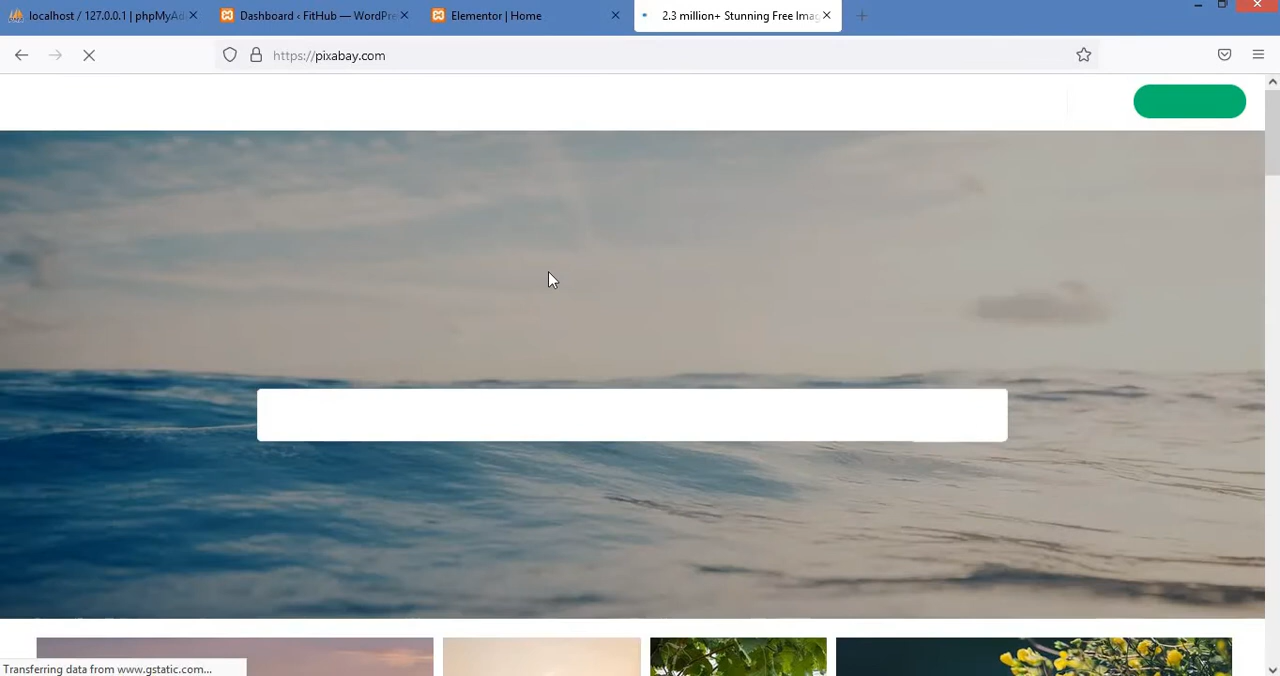 localhost / 127.0.0.1 | phpMyAd
Dashboard ‹ FitHub — WordPre
Elementor | Home
2.3 million+ Stunning Free Imag
https://pixabay.com
Transferring data from www.gstatic.com...